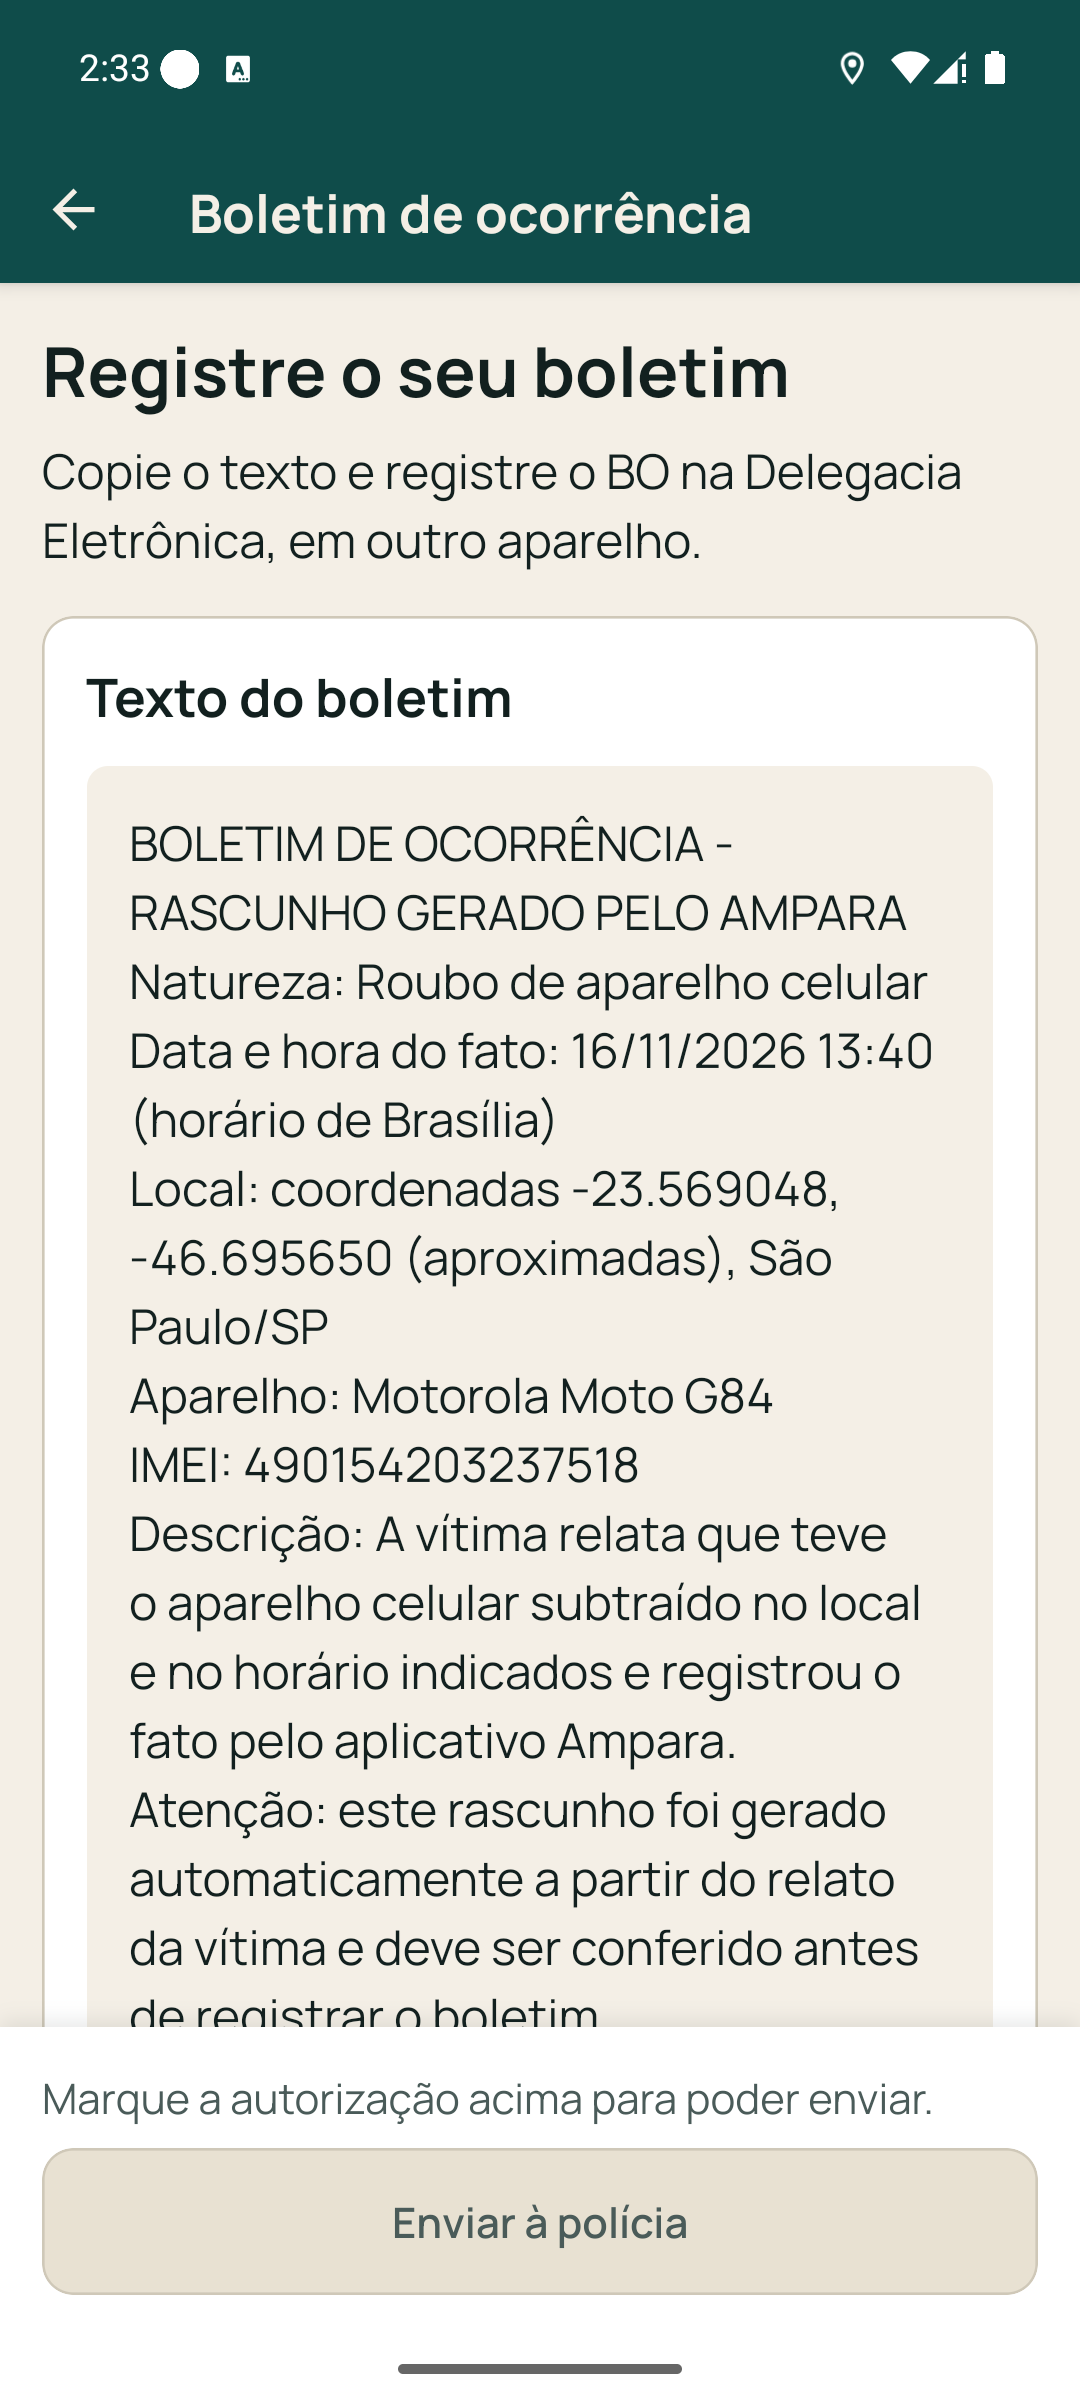 2:33
Boletim de ocorrência
Registre o seu boletim
Copie o texto e registre o BO na Delegacia
Eletrônica, em outro aparelho.
Texto do boletim
BOLETIM DE OCORRÊNCIA -
RASCUNHO GERADO PELO AMPARA
Natureza: Roubo de aparelho celular
Data e hora do fato: 16/11/2026 13:40
(horário de Brasília)
Local: coordenadas -23.569048,
-46.695650 (aproximadas), São
Paulo/SP
Aparelho: Motorola Moto G84
IMEI: 490154203237518
Descrição: A vítima relata que teve
o aparelho celular subtraído no local
e no horário indicados e registrou o
fato pelo aplicativo Ampara.
Atenção: este rascunho foi gerado
automaticamente a partir do relato
da vítima e deve ser conferido antes
de registrar o boletim
Marque a autorização acima para poder enviar.
Enviar à polícia